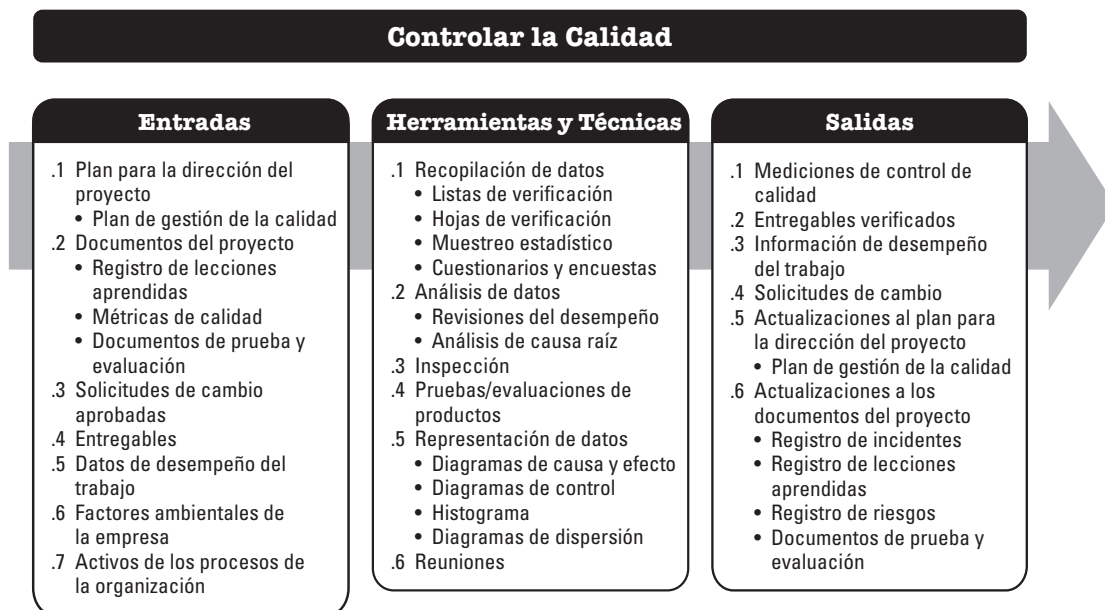 Controlar la Calidad
Entradas
.1 Plan para la dirección del
proyecto
• Plan de gestión de la calidad
.2 Documentos del proyecto
• Registro de lecciones
aprendidas
• Métricas de calidad
• Documentos de prueba y
evaluación
.3 Solicitudes de cambio
aprobadas
.4 Entregables
.5 Datos de desempeño del
trabajo
.6 Factores ambientales de
la empresa
.7 Activos de los procesos de
la organización
Herramientas y Técnicas
.1 Recopilación de datos
• Listas de verificación
• Hojas de verificación
• Muestreo estadístico
• Cuestionarios y encuestas
.2 Análisis de datos
• Revisiones del desempeño
• Análisis de causa raíz
.3 Inspección
.4 Pruebas/evaluaciones de
productos
.5 Representación de datos
• Diagramas de causa y efecto
• Diagramas de control
• Histograma
• Diagramas de dispersión
.6 Reuniones
Salidas
.1 Mediciones de control de
calidad
.2 Entregables verificados
.3 Información de desempeño
del trabajo
.4 Solicitudes de cambio
.5 Actualizaciones al plan para
la dirección del proyecto
• Plan de gestión de la calidad
.6 Actualizaciones a los
documentos del proyecto
• Registro de incidentes
• Registro de lecciones
aprendidas
• Registro de riesgos
• Documentos de prueba y
evaluación